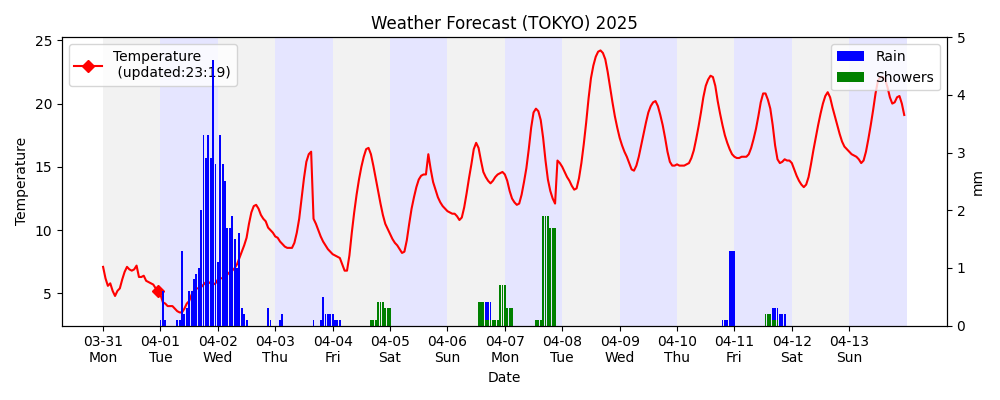 Weather Forecast (TOKYO) 2025
Temperature
(updated:23:19)
Rain
Showers
25
20
15
10
5
Temperature
5
4
3
2
1
0
mm
03-31 04-01 04-02 04-03 04-04 04-05 04-06 04-07 04-08 04-09 04-10 04-11 04-12 04-13
Mon Tue Wed Thu Fri Sat Sun Mon Tue Wed Thu Fri Sat Sun
Date